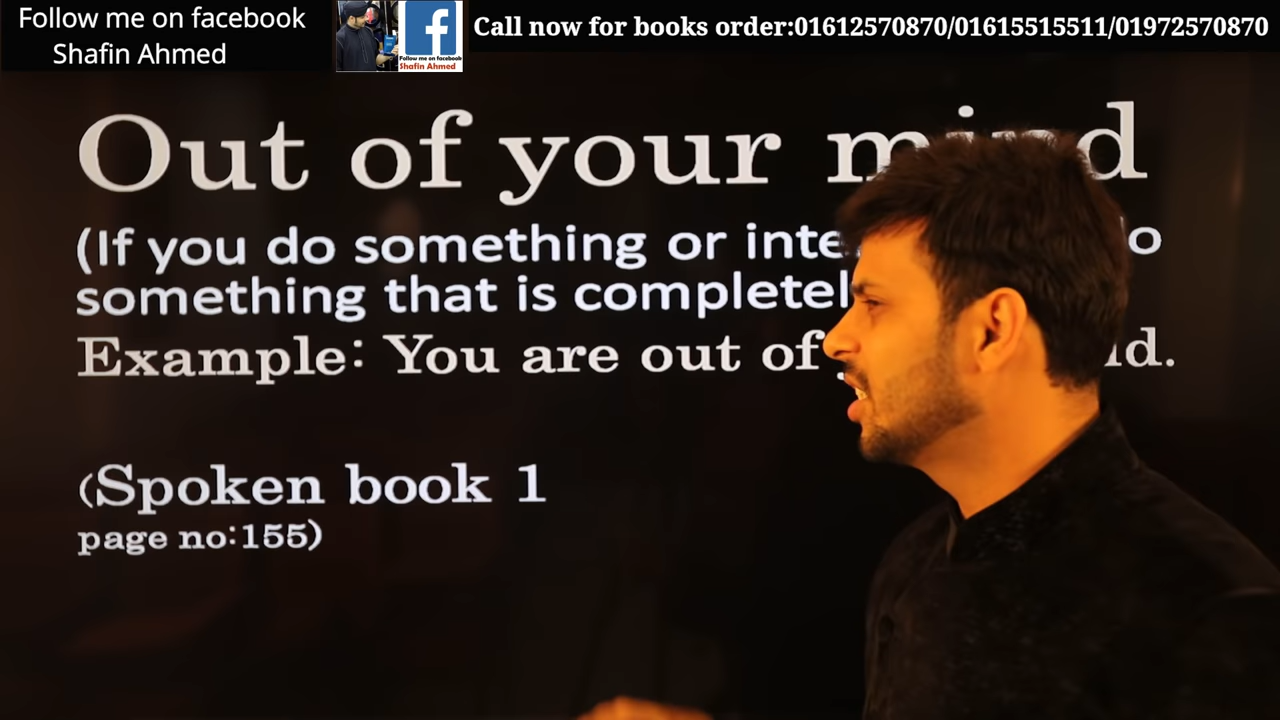 Follow me on facebook
Shafin Ahmed
Follow me on facebook
Shafin Ahmed
Call now for books order:01612570870/01615515511/01972570870
Out of your mind
(If you do something or
something that is
Example: You are out of
(Spoken book 1
page no:155)